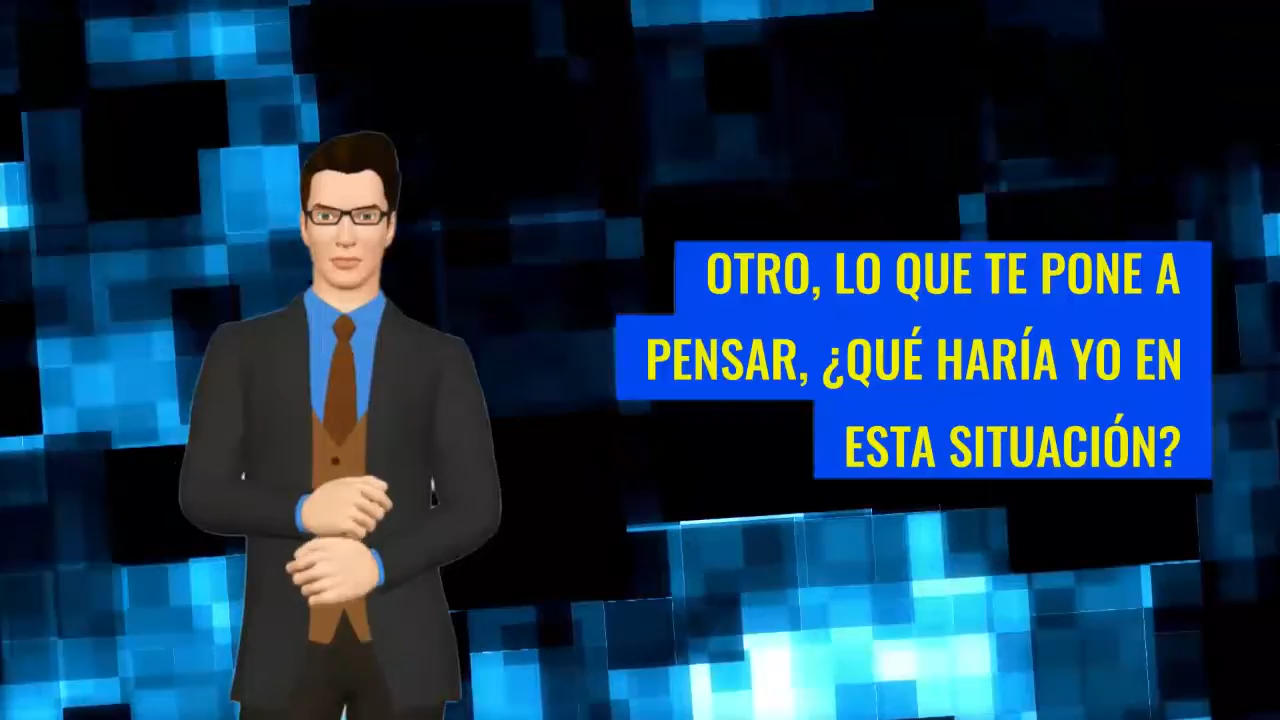 OTRO, LO QUE TE PONE A
PENSAR, ¿QUÉ HARÍA YO EN
ESTA SITUACIÓN?